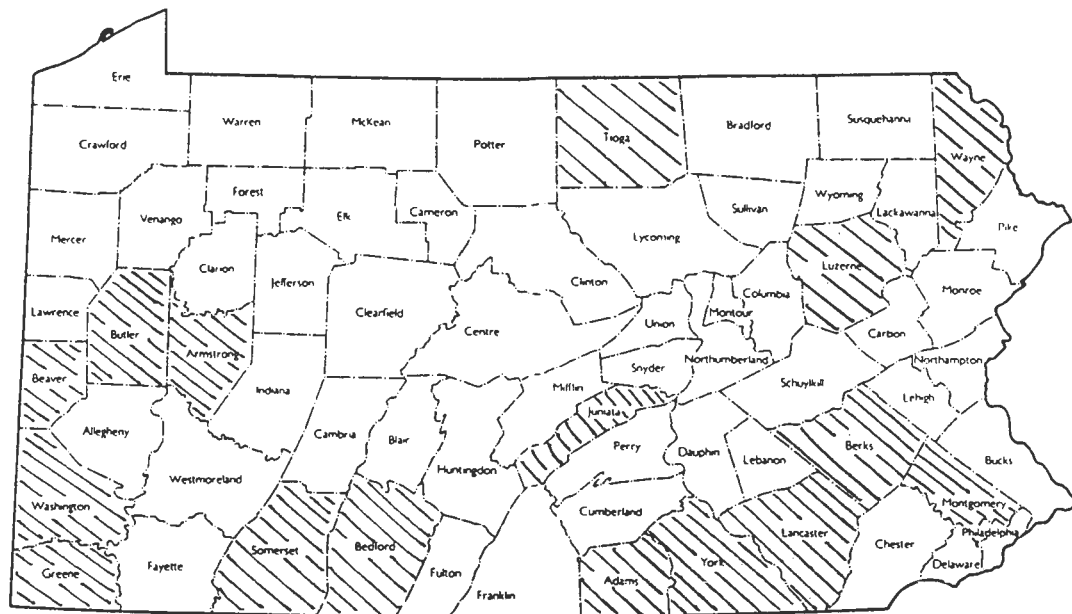 Erie
Warren
McKean
Potter
Tioga
Bradford
Susquehanna
Wayne
Crawford
Forest
Elk
Cameron
Sullivan
Wyoming
Lackawanna
Pike
Venango
Mercer
Clarion
Jefferson
Lycoming
Luzerne
Clinton
Columbia
Monroe
Lawrence
Butler
Clearfield
Centre
Union
Montour
Carbon
Armstrong
Beaver
Indiana
Mifflin
Snyder
Northumberland
Schuylkill
Northampton
Lehigh
Allegheny
Cambria
Blair
Juniata
Huntingdon
Perry
Dauphin
Lebanon
Berks
Bucks
Westmoreland
Washington
Cumberland
Montgomery
Philadelphia
Somerset
Bedford
Lancaster
York
Chester
Delaware
Greene
Fayette
Fulton
Franklin
Adams